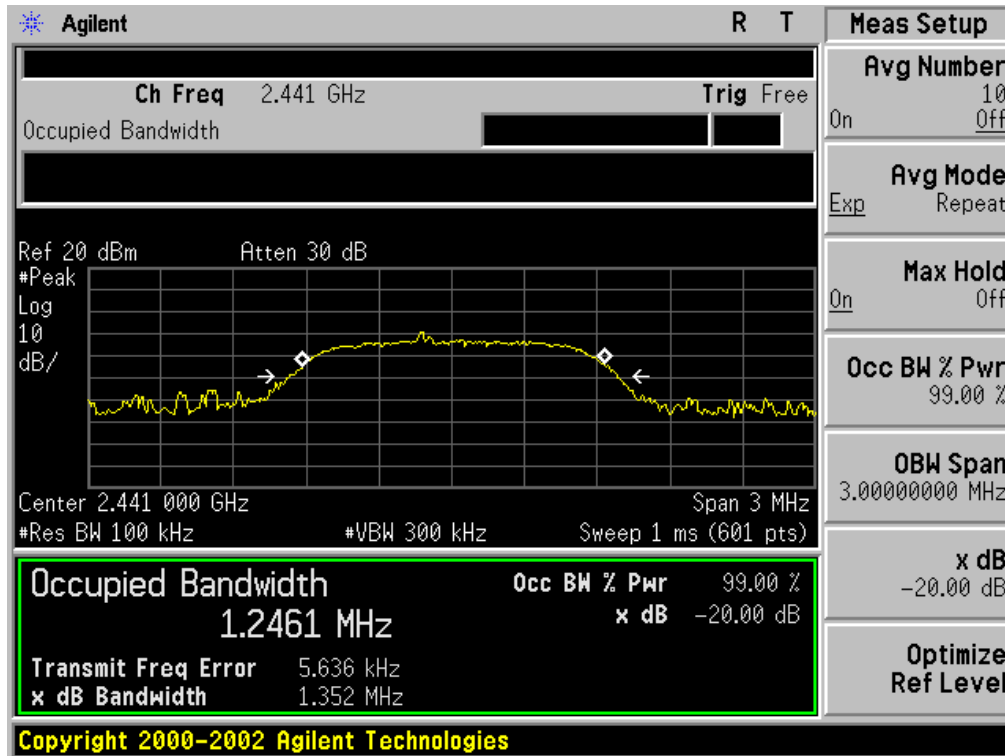 Agilent R T
Ch Freq 2.441 GHz Trig Free
Occupied Bandwidth
Ref 20 dBm Atten 30 dB
#Peak
Log
10
dB/
Center 2.441 000 GHz Span 3 MHz
#Res BW 100 kHz #VBW 300 kHz Sweep 1 ms (601 pts)
Occupied Bandwidth
1.2461 MHz
Occ BW % Pwr 99.00 %
x dB -20.00 dB
Transmit Freq Error 5.636 kHz
x dB Bandwidth 1.352 MHz
Copyright 2000-2002 Agilent Technologies
Meas Setup
Avg Number
10
On Off
Avg Mode
Exp Repeat
Max Hold
On Off
Occ BW % Pwr
99.00 %
OBW Span
3.00000000 MHz
x dB
-20.00 dB
Optimize
Ref Level